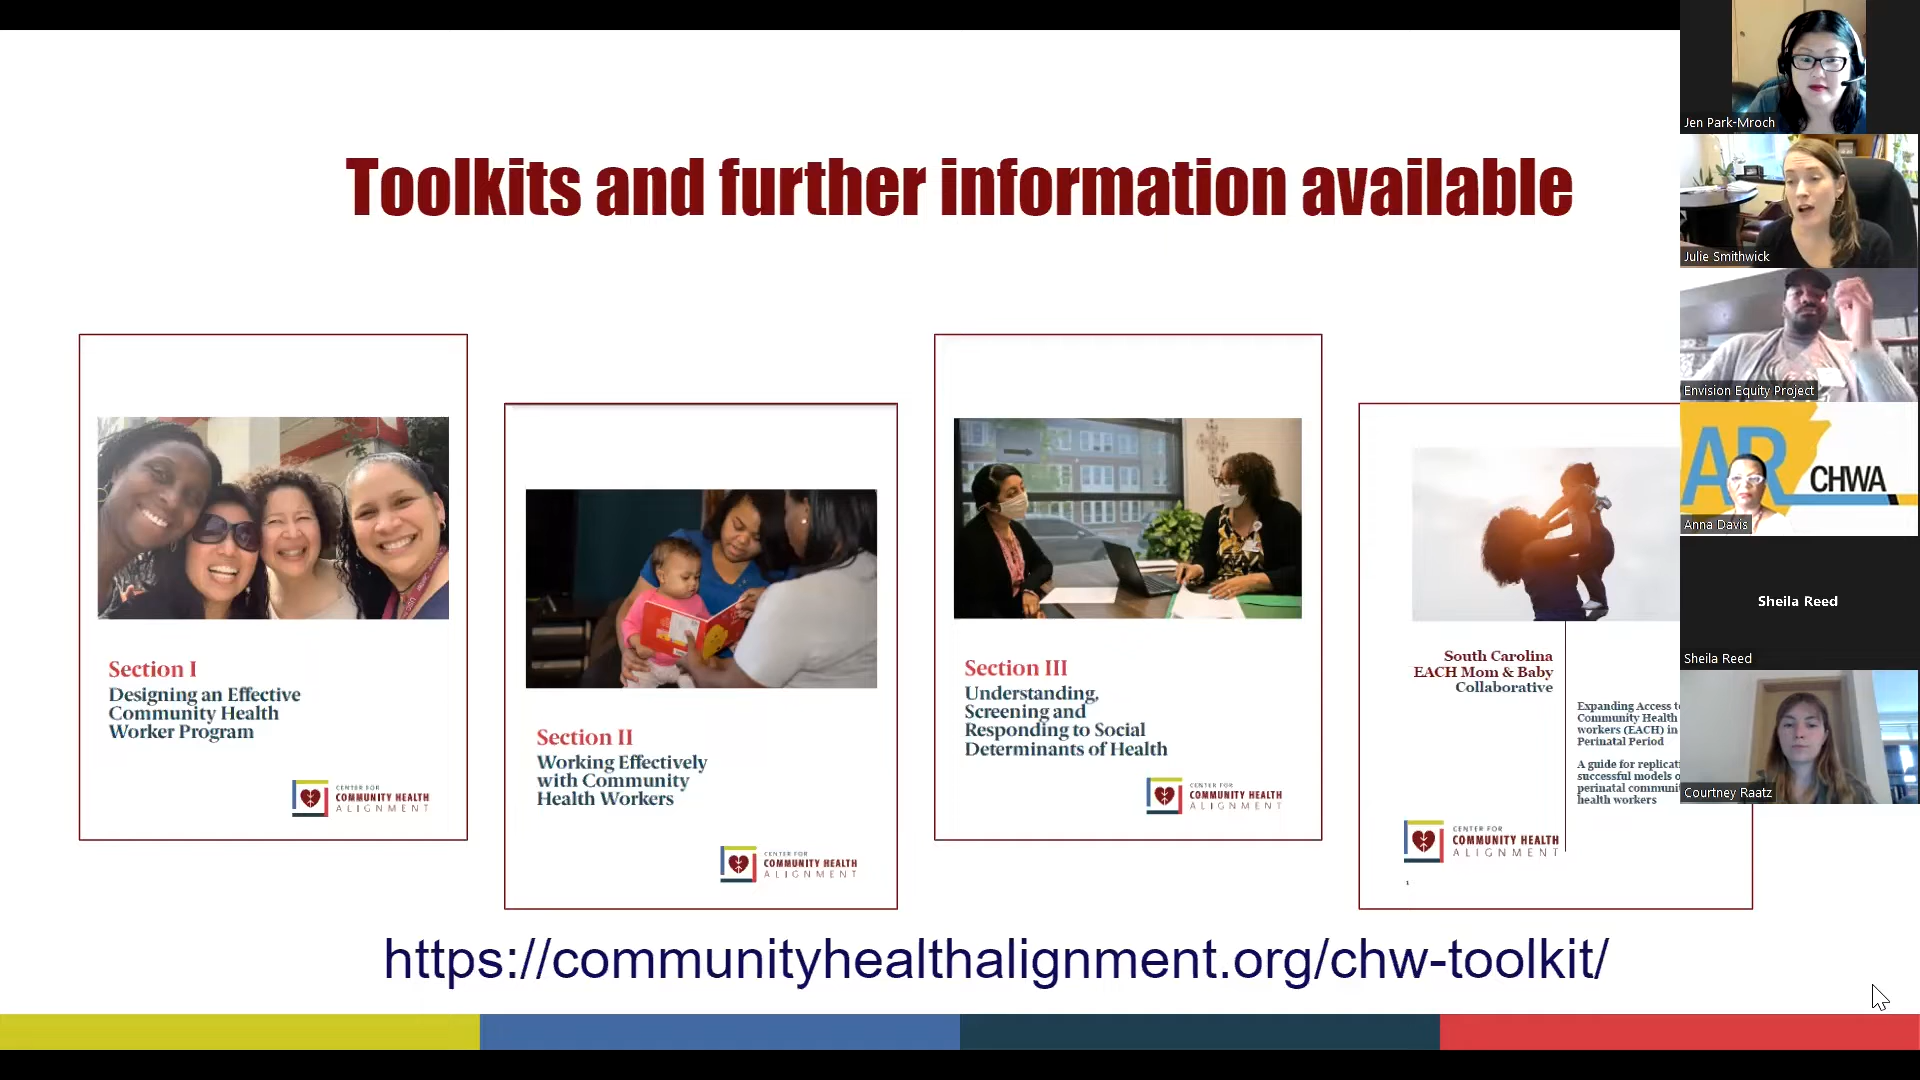 Toolkits and further information available
Section I
Designing an Effective
Community Health
Worker Program
CENTER FOR
COMMUNITY HEALTH
ALIGNMENT
Section II
Working Effectively
with Community
Health Workers
CENTER FOR
COMMUNITY HEALTH
ALIGNMENT
Section III
Understanding,
Screening and
Responding to Social
Determinants of Health
CENTER FOR
COMMUNITY HEALTH
ALIGNMENT
South Carolina
EACH Mom & Baby
Collaborative
Expanding Access
Community Health
workers (EACH) in
Perinatal Period
A guide for
successful models
perinatal
health workers
CENTER FOR
COMMUNITY HEALTH
ALIGNMENT
1
https://communityhealthalignment.org/chw-toolkit/
Jen Park-Mroch
Julie Smithwick
Envision Equity Project
AR
CHWA
Anna Davis
Sheila Reed
Sheila Reed
Courtney Raatz